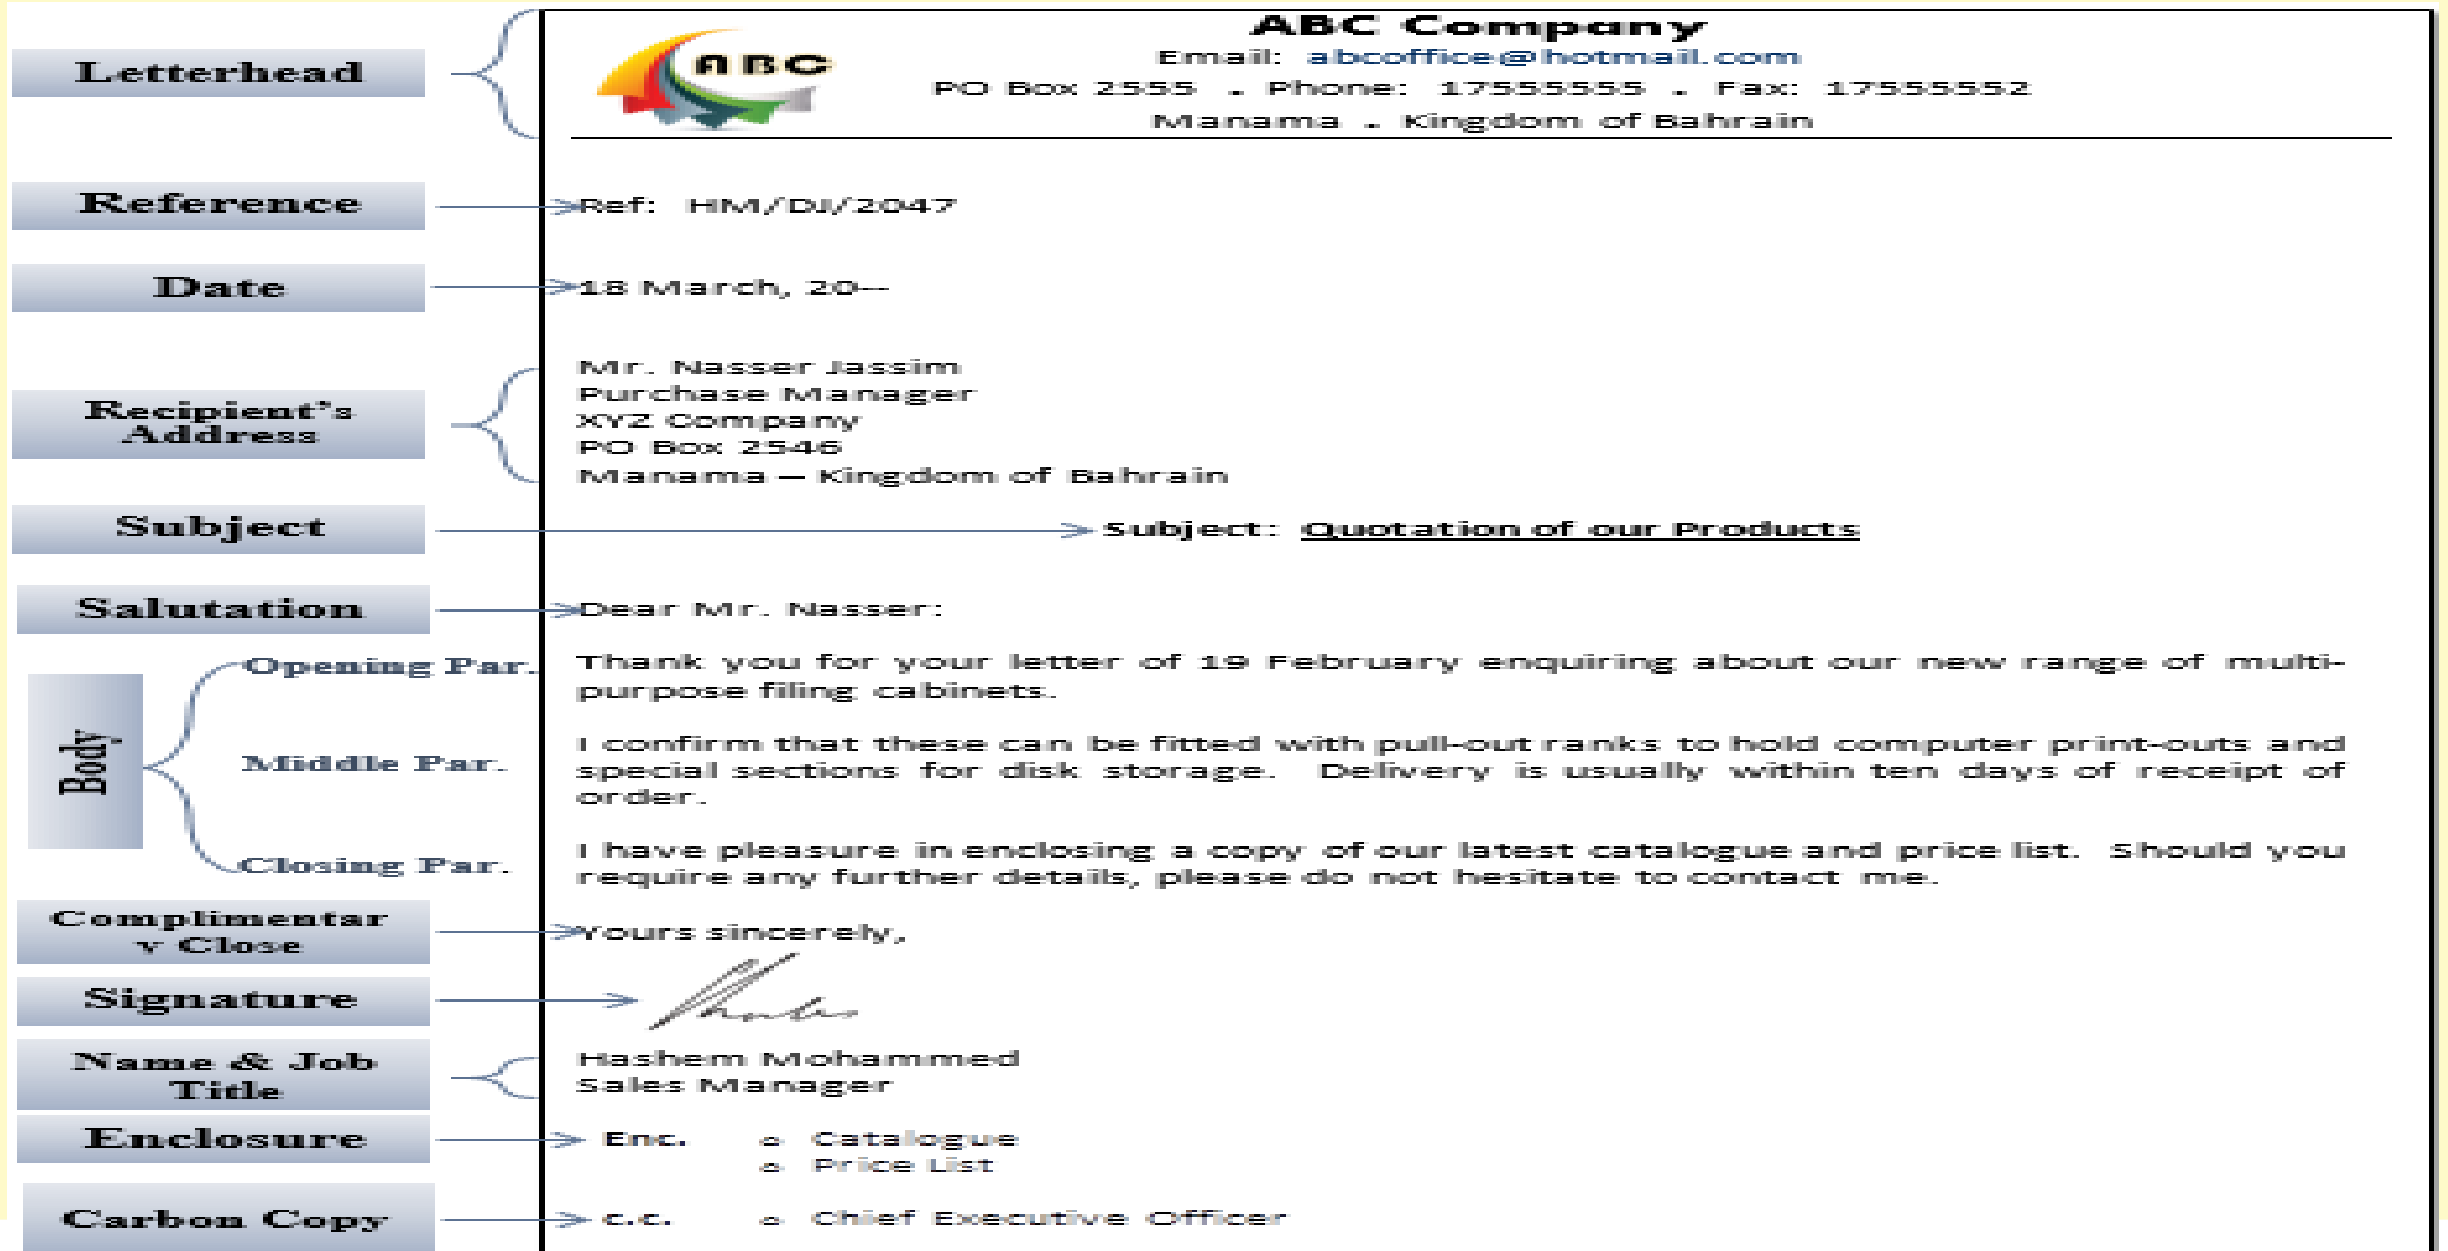 ABC Company
ABC
Email: abcoffice@hotmail.com
PO Box 2555 . Phone: 17555555 . Fax: 17555552
Manama . Kingdom of Bahrain
Letterhead
Reference
Ref: HM/DJ/2047
Date
18 March, 20--
Recipient's
Address
Mr. Nasser Jassim
Purchase Manager
XYZ Company
PO Box 2546
Manama – Kingdom of Bahrain
Subject
Subject: Quotation of our Products
Salutation
Dear Mr. Nasser:
Body
Opening Par.
Thank you for your letter of 19 February enquiring about our new range of multi-
purpose filing cabinets.
Middle Par.
I confirm that these can be fitted with pull-out ranks to hold computer print-outs and
special sections for disk storage. Delivery is usually within ten days of receipt of
order.
Closing Par.
I have pleasure in enclosing a copy of our latest catalogue and price list. Should you
require any further details, please do not hesitate to contact me.
Complimentar
y Close
Yours sincerely,
Signature
Name & Job
Title
Hashem Mohammed
Sales Manager
Enclosure
Enc. o Catalogue
o Price List
Carbon Copy
c.c. o Chief Executive Officer